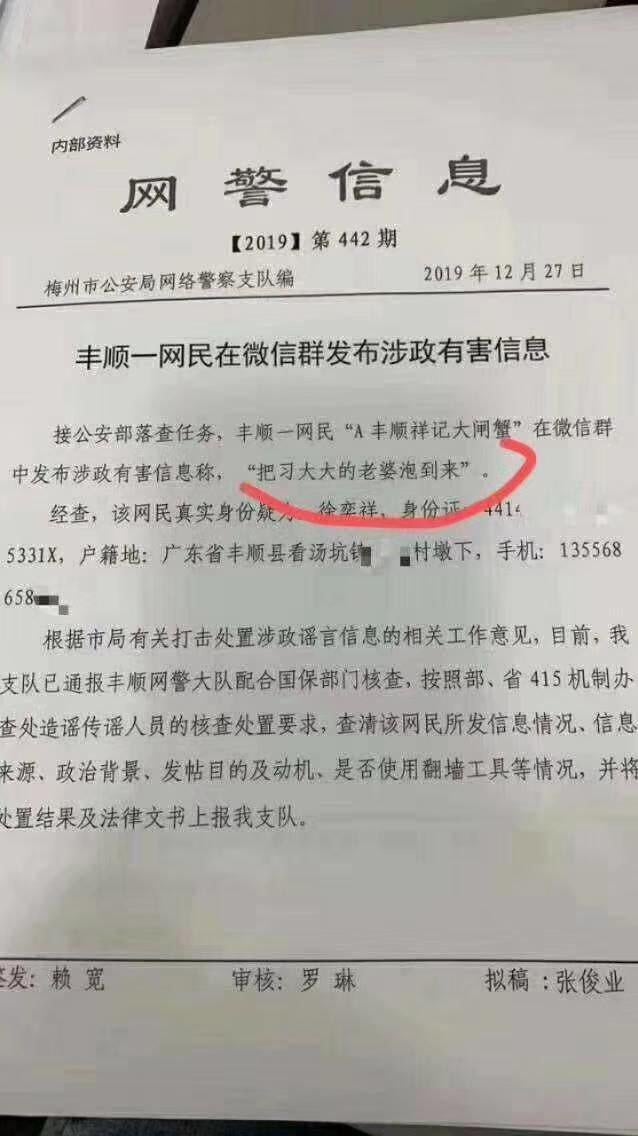 内部资料
网警信息
【2019】第 442 期
梅州市公安局网络警察支队编 2019 年 12 月 27 日
丰顺一网民在微信群发布涉政有害信息
接公安部落查任务，丰顺一网民“A 丰顺祥记大闸蟹”在微信群
中发布涉政有害信息称，“把习大大的老婆泡到来”。
经查，该网民真实身份疑为：徐奕祥，身份证：4414
5331X，户籍地：广东省丰顺县看汤坑镇 村墩下，手机：135568
658
根据市局有关打击处置涉政谣言信息的相关工作意见，目前，我
支队已通报丰顺网警大队配合国保部门核查，按照部、省 415 机制办
查处造谣传谣人员的核查处置要求，查清该网民所发信息情况、信息
来源、政治背景、发帖目的及动机、是否使用翻墙工具等情况，并将
处置结果及法律文书上报我支队。
签发：赖 宽 审核：罗 琳 拟稿：张俊业